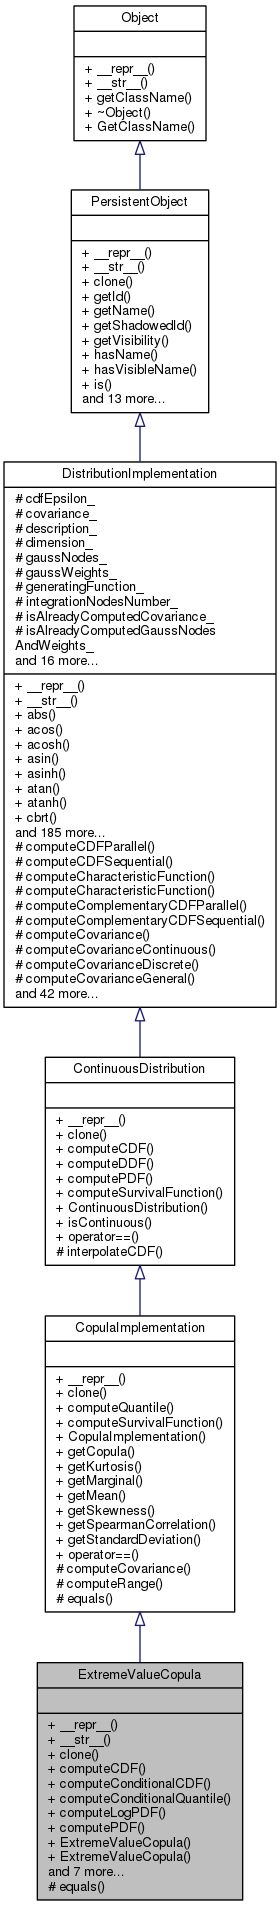 Object
+ __repr__()
+ __str__()
+ getClassName()
+ ~Object()
+ GetClassName()
PersistentObject
+ __repr__()
+ __str__()
+ clone()
+ getId()
+ getName()
+ getShadowedId()
+ getVisibility()
+ hasName()
+ hasVisibleName()
+ is()
and 13 more...
DistributionImplementation
# cdfEpsilon_
# covariance_
# description_
# dimension_
# gaussNodes_
# gaussWeights_
# generatingFunction_
# integrationNodesNumber_
# isAlreadyComputedCovariance_
# isAlreadyComputedGaussNodes
AndWeights_
and 16 more...
+ __repr__()
+ __str__()
+ abs()
+ acos()
+ acosh()
+ asin()
+ asinh()
+ atan()
+ atanh()
+ cbrt()
and 185 more...
# computeCDFParallel()
# computeCDFSequential()
# computeCharacteristicFunction()
# computeCharacteristicFunction()
# computeComplementaryCDFParallel()
# computeComplementaryCDFSequential()
# computeCovariance()
# computeCovarianceContinuous()
# computeCovarianceDiscrete()
# computeCovarianceGeneral()
and 42 more...
ContinuousDistribution
+ __repr__()
+ clone()
+ computeCDF()
+ computeDDF()
+ computePDF()
+ computeSurvivalFunction()
+ ContinuousDistribution()
+ isContinuous()
+ operator==()
# interpolateCDF()
CopulaImplementation
+ __repr__()
+ clone()
+ computeQuantile()
+ computeSurvivalFunction()
+ CopulaImplementation()
+ getCopula()
+ getKurtosis()
+ getMarginal()
+ getMean()
+ getSkewness()
+ getSpearmanCorrelation()
+ getStandardDeviation()
+ operator==()
# computeCovariance()
# computeRange()
# equals()
ExtremeValueCopula
+ __repr__()
+ __str__()
+ clone()
+ computeCDF()
+ computeConditionalCDF()
+ computeConditionalQuantile()
+ computeLogPDF()
+ computePDF()
+ ExtremeValueCopula()
+ ExtremeValueCopula()
and 7 more...
# equals()